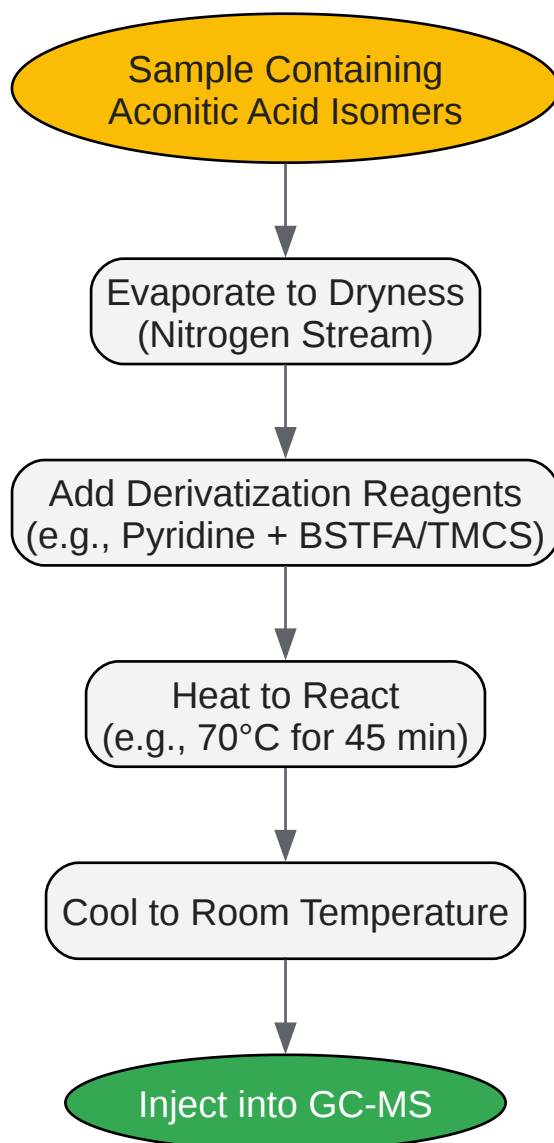 Sample Containing
Aconitic Acid Isomers
Evaporate to Dryness
(Nitrogen Stream)
Add Derivatization Reagents
(e.g., Pyridine + BSTFA/TMCS)
Heat to React
(e.g., 70°C for 45 min)
Cool to Room Temperature
Inject into GC-MS